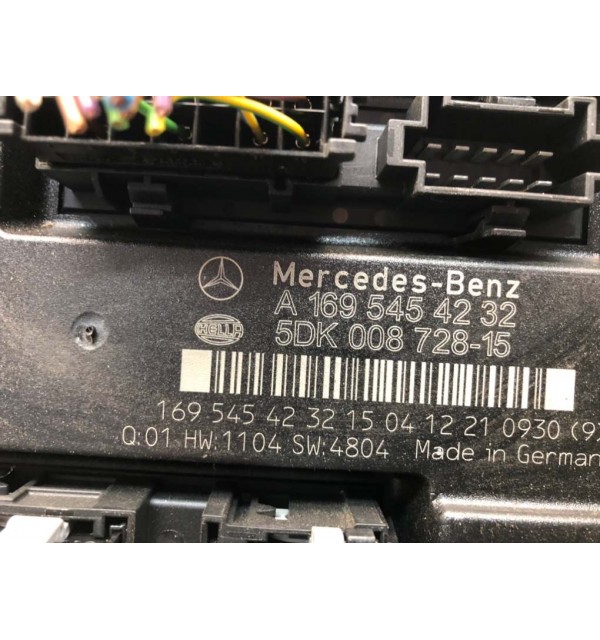 Mercedes-Benz
A 169 545 42 32
HELLA
5DK 008 728-15
169 545 42 32 15 04 12 21 0930 (9
Q:01 HW:1104 SW:4804 Made in German